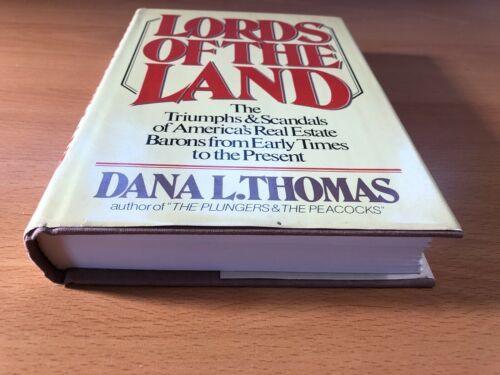 LORDS
OF THE
LAND
The
Triumphs & Scandals
of America's Real Estate
Barons from Early Times
to the Present
DANA L. THOMAS
author of "THE PLUNGERS & THE PEACOCKS"